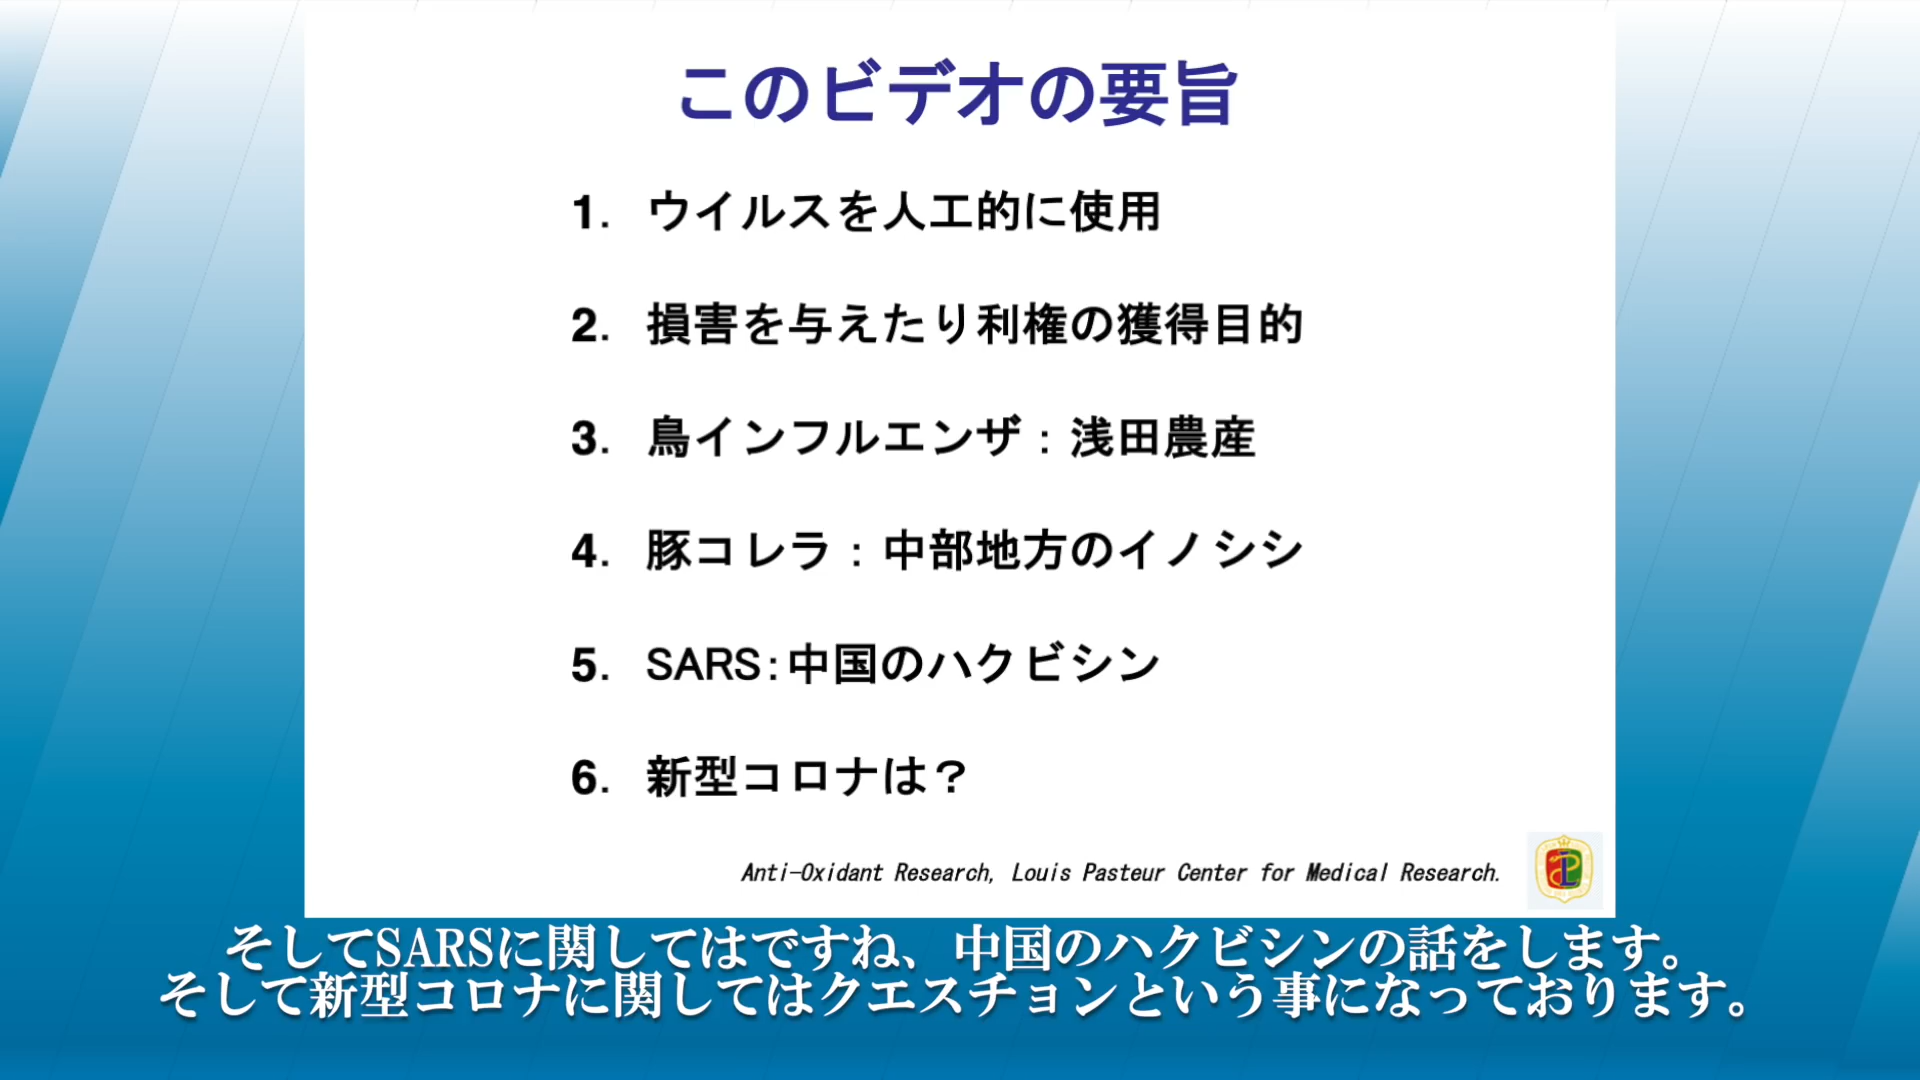 このビデオの要旨
1. ウイルスを人工的に使用
2. 損害を与えたり利権の獲得目的
3. 鳥インフルエンザ：浅田農産
4. 豚コレラ：中部地方のイノシシ
5. SARS：中国のハクビシン
6. 新型コロナは？
Anti-Oxidant Research, Louis Pasteur Center for Medical Research.
そしてSARSに関してはですね、中国のハクビシンの話をします。
そして新型コロナに関してはクエスチョンという事になっております。